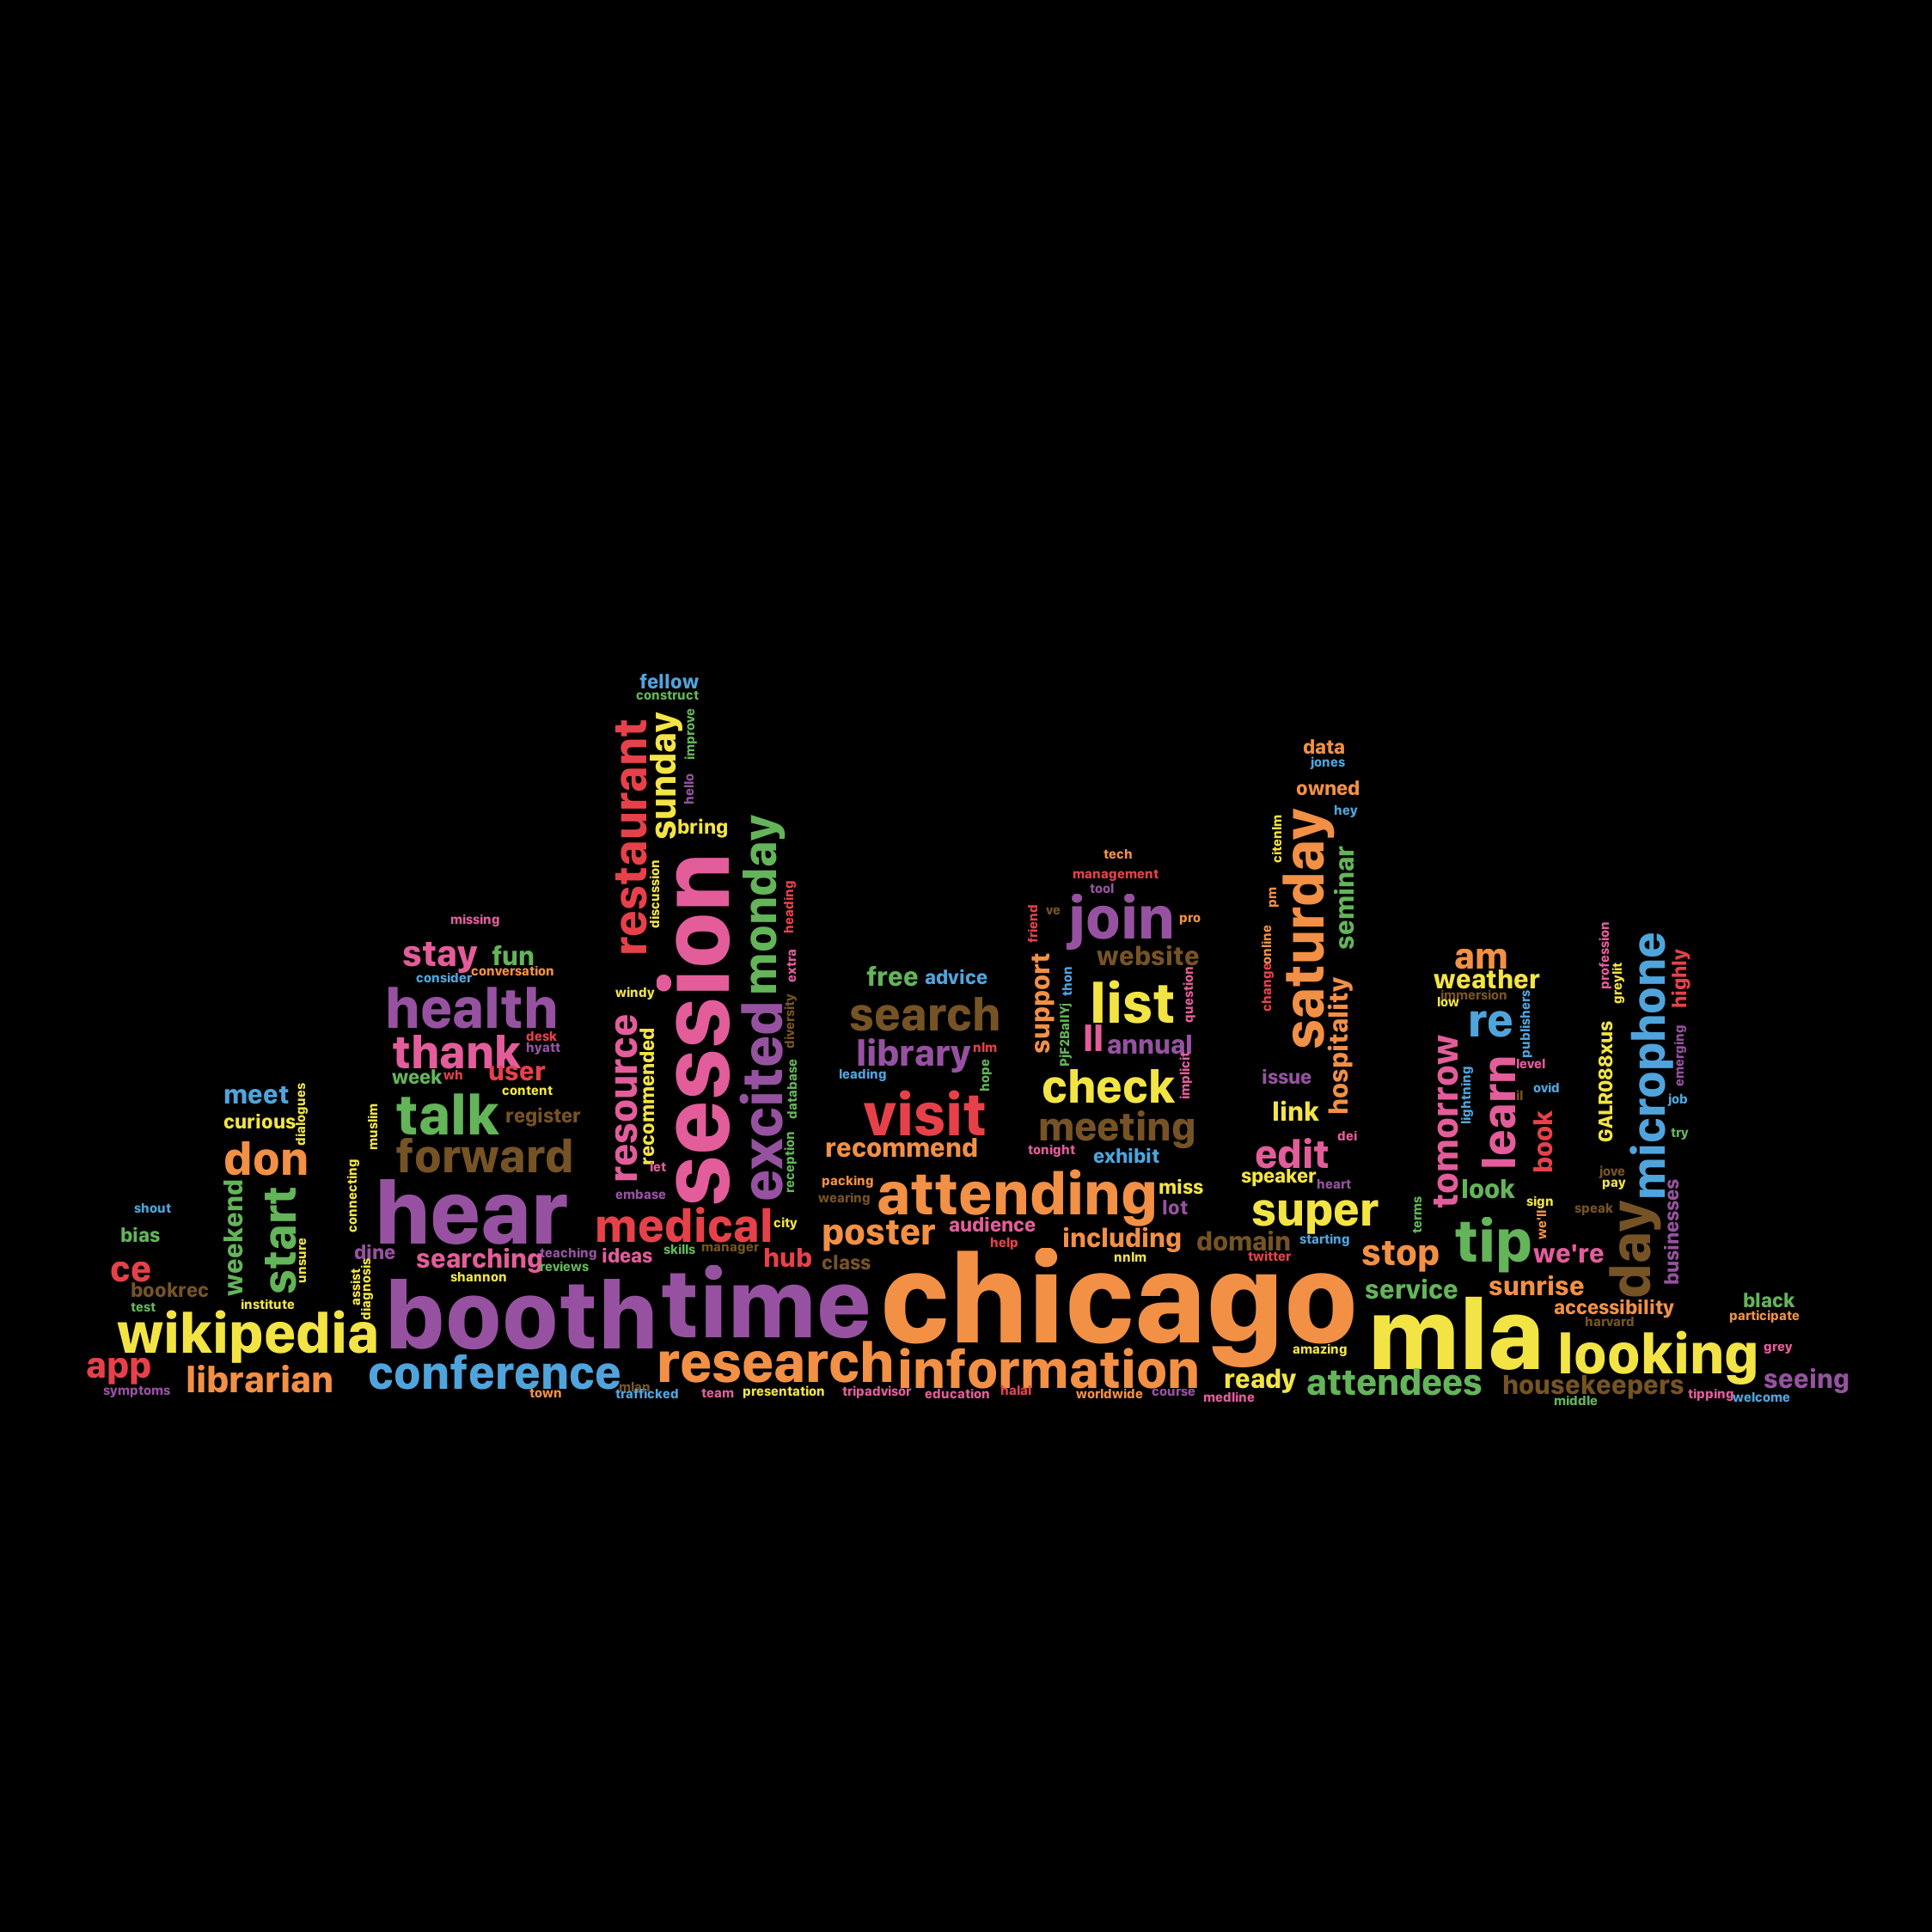 fellow
construct
restaurant
sunday
improve
hello
bring
discussion
session
monday
heading
extra
windy
resource
recommended
excited
diversity
database
reception
let
embase
medical
city
missing
stay
fun
consider
conversation
health
desk
hyatt
thank
week
wh
user
content
talk
register
muslim
forward
connecting
hear
dine
searching
teaching
reviews
ideas
skills
manager
hub
shannon
assist
diagnosis
meet
curious
dialogues
don
weekend
start
unsure
institute
shout
bias
ce
bookrec
test
wikipedia
app
librarian
symptoms
booth
time
conference
mlan
town
trafficked
research
information
team
presentation
tripadvisor
education
halal
worldwide
course
medline
free
advice
search
library
nlm
leading
hope
visit
recommend
packing
wearing
attending
miss
lot
poster
audience
help
including
nnlm
class
chicago
tech
management
tool
friend
ve
join
pro
website
support
thon
list
question
PjF2BaIIYj
ll
annual
implicit
check
meeting
tonight
exhibit
data
jones
owned
hey
citenlm
saturday
seminar
pm
online
change
hospitality
issue
link
edit
dei
speaker
heart
super
domain
starting
twitter
terms
stop
service
amazing
mla
ready
attendees
am
weather
immersion
low
re
publishers
tomorrow
learn
level
lightning
il
ovid
book
look
sign
we'll
tip
we're
sunrise
profession
greylit
microphone
highly
GALRO88xus
emerging
job
try
jove
pay
speak
day
businesses
accessibility
harvard
looking
black
participate
grey
housekeepers
seeing
middle
tipping
welcome